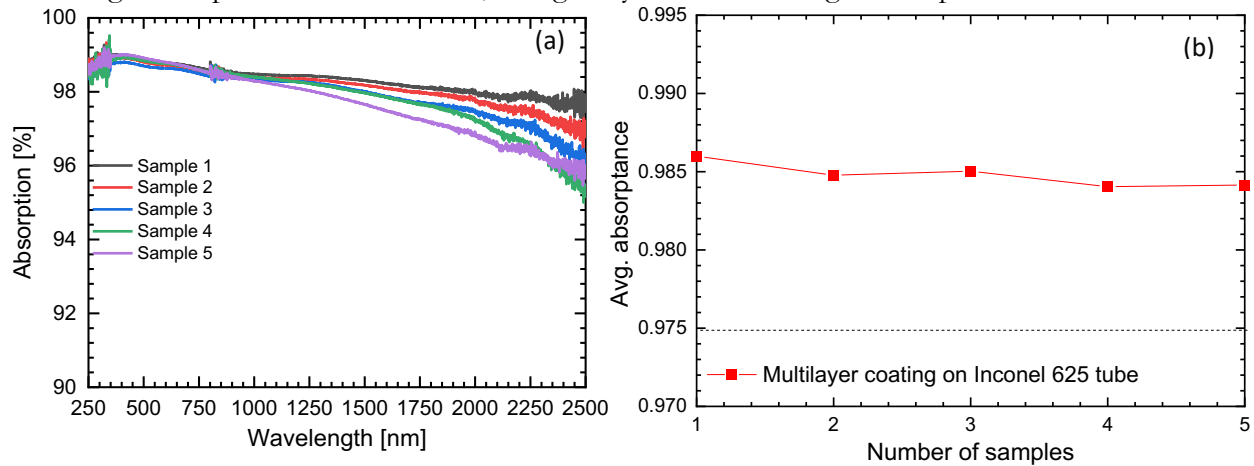 (a)
100
98
96
94
92
90
Absorption [%]
Sample 1
Sample 2
Sample 3
Sample 4
Sample 5
250 500 750 1000 1250 1500 1750 2000 2250 2500
Wavelength [nm]
(b)
0.995
0.990
0.985
0.980
0.975
0.970
Avg. absorptance
Multilayer coating on Inconel 625 tube
1 2 3 4 5
Number of samples